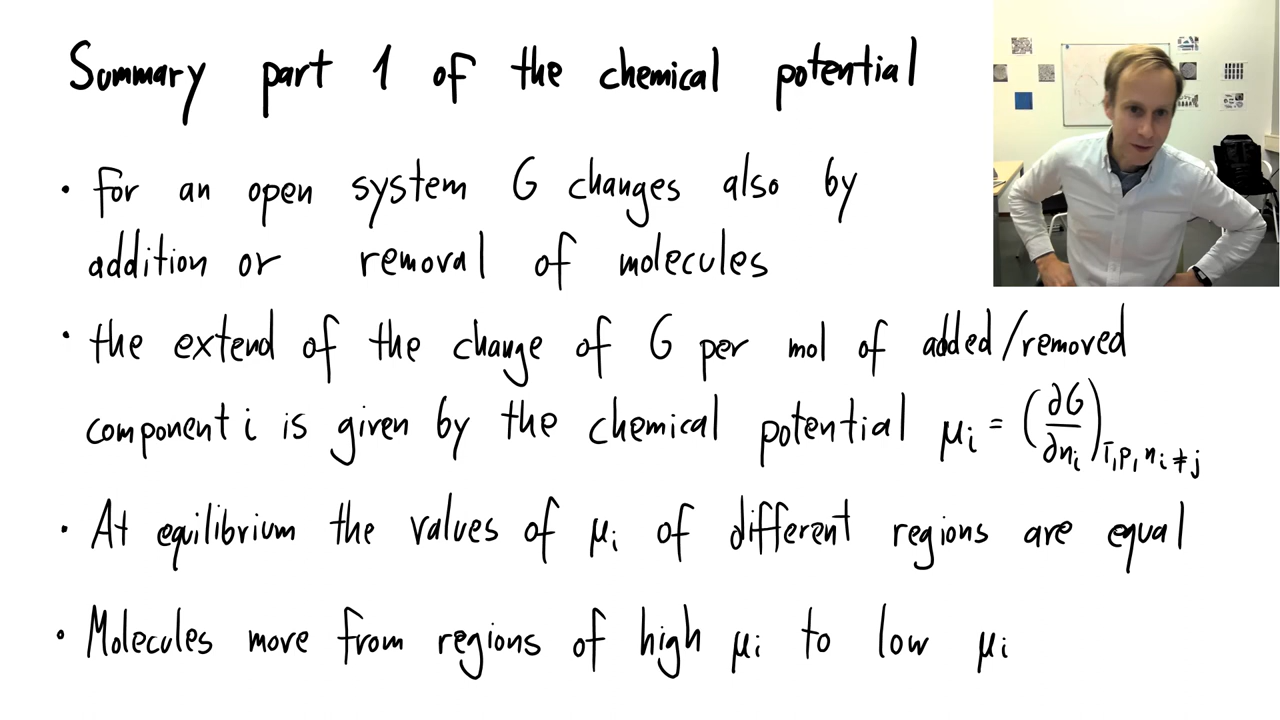 Summary part 1 of the chemical potential
• for an open system G changes also by
addition or removal of molecules
• the extend of the change of G per mol of added/removed
component i is given by the chemical potential μi = (∂G/∂ni)T,p,ni≠j
• At equilibrium the values of μi of different regions are equal
• Molecules more from regions of high μi to low μi